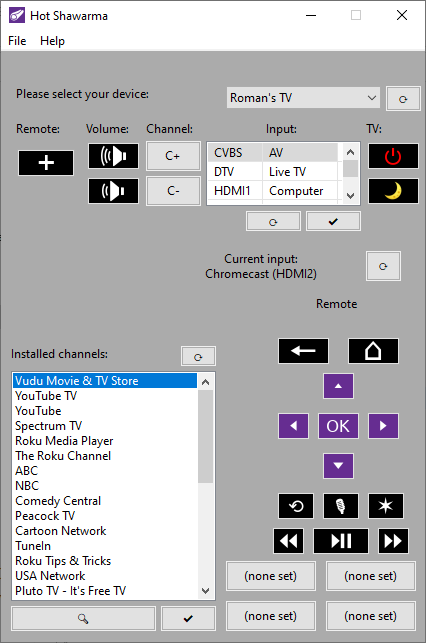 Hot Shawarma
File Help
Please select your device:
Roman's TV
Remote: Volume: Channel: Input: TV:
C+
C-
CVBS AV
DTV Live TV
HDMI1 Computer
Current input:
Chromecast (HDMI2)
Remote
Installed channels:
Vudu Movie & TV Store
YouTube TV
YouTube
Spectrum TV
Roku Media Player
The Roku Channel
ABC
NBC
Comedy Central
Peacock TV
Cartoon Network
TuneIn
Roku Tips & Tricks
USA Network
Pluto TV - It's Free TV
OK
(none set) (none set)
(none set) (none set)